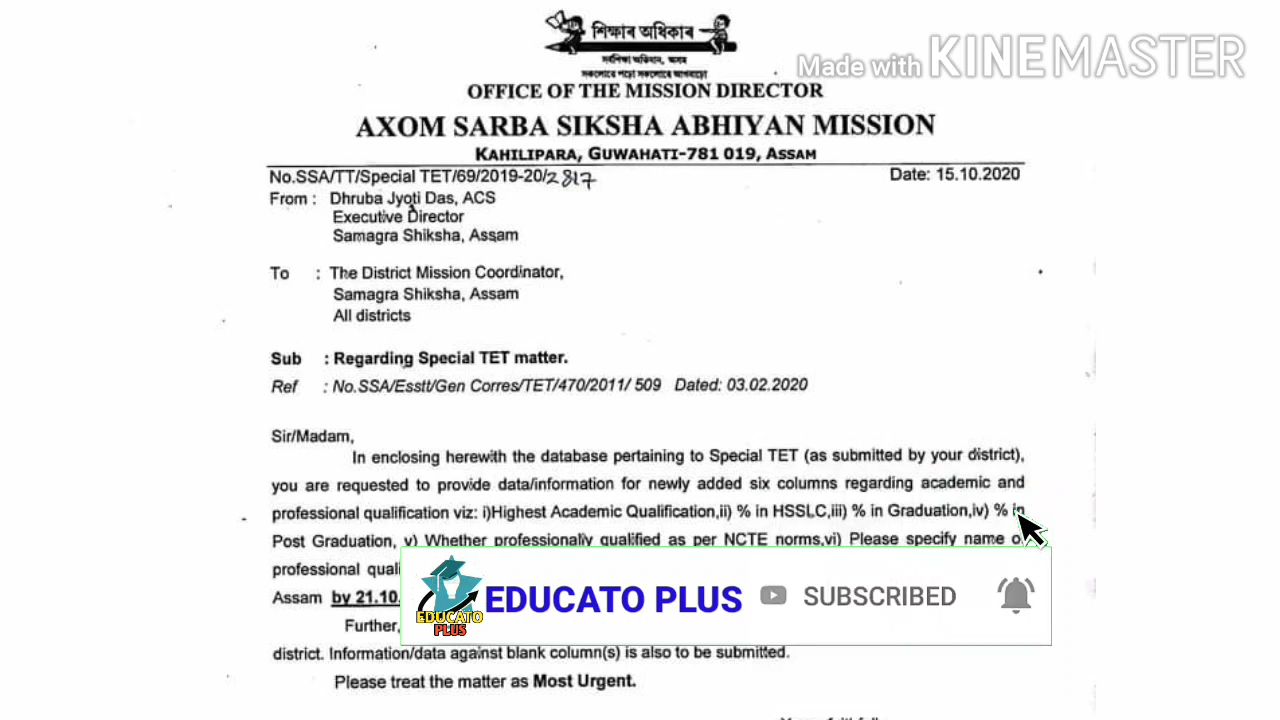 শিক্ষাৰ অধিকাৰ
Made with KINEMASTER
সৰ্বশিক্ষা অভিযান, অসম
সকলোৱে পঢ়ো সকলোৱে আগবাঢ়ো
OFFICE OF THE MISSION DIRECTOR
AXOM SARBA SIKSHA ABHIYAN MISSION
KAHILIPARA, GUWAHATI-781 019, ASSAM
No.SSA/TT/Special TET/69/2019-20/2817 Date: 15.10.2020
From : Dhruba Jyoti Das, ACS
Executive Director
Samagra Shiksha, Assam
To : The District Mission Coordinator,
Samagra Shiksha, Assam
All districts
Sub : Regarding Special TET matter.
Ref : No.SSA/Esstt/Gen Corres/TET/470/2011/ 509 Dated: 03.02.2020
Sir/Madam,
In enclosing herewith the database pertaining to Special TET (as submitted by your district),
you are requested to provide data/information for newly added six columns regarding academic and
professional qualification viz: i)Highest Academic Qualification,ii) % in HSSLC,iii) % in Graduation,iv) % in
Post Graduation, v) Whether professionally qualified as per NCTE norms,vi) Please specify name
professional
Assam by 21.10.
Further,
EDUCATO PLUS SUBSCRIBED
EDUCATO
PLUS
district. Information/data against blank column(s) is also to be submitted.
Please treat the matter as Most Urgent.